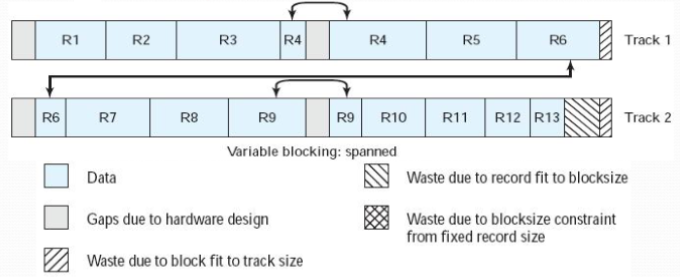 R1 R2 R3 R4 R4 R5 R6 Track 1
R6 R7 R8 R9 R9 R10 R11 R12 R13 Track 2
Variable blocking: spanned
Data
Waste due to record fit to blocksize
Gaps due to hardware design
Waste due to blocksize constraint
from fixed record size
Waste due to block fit to track size